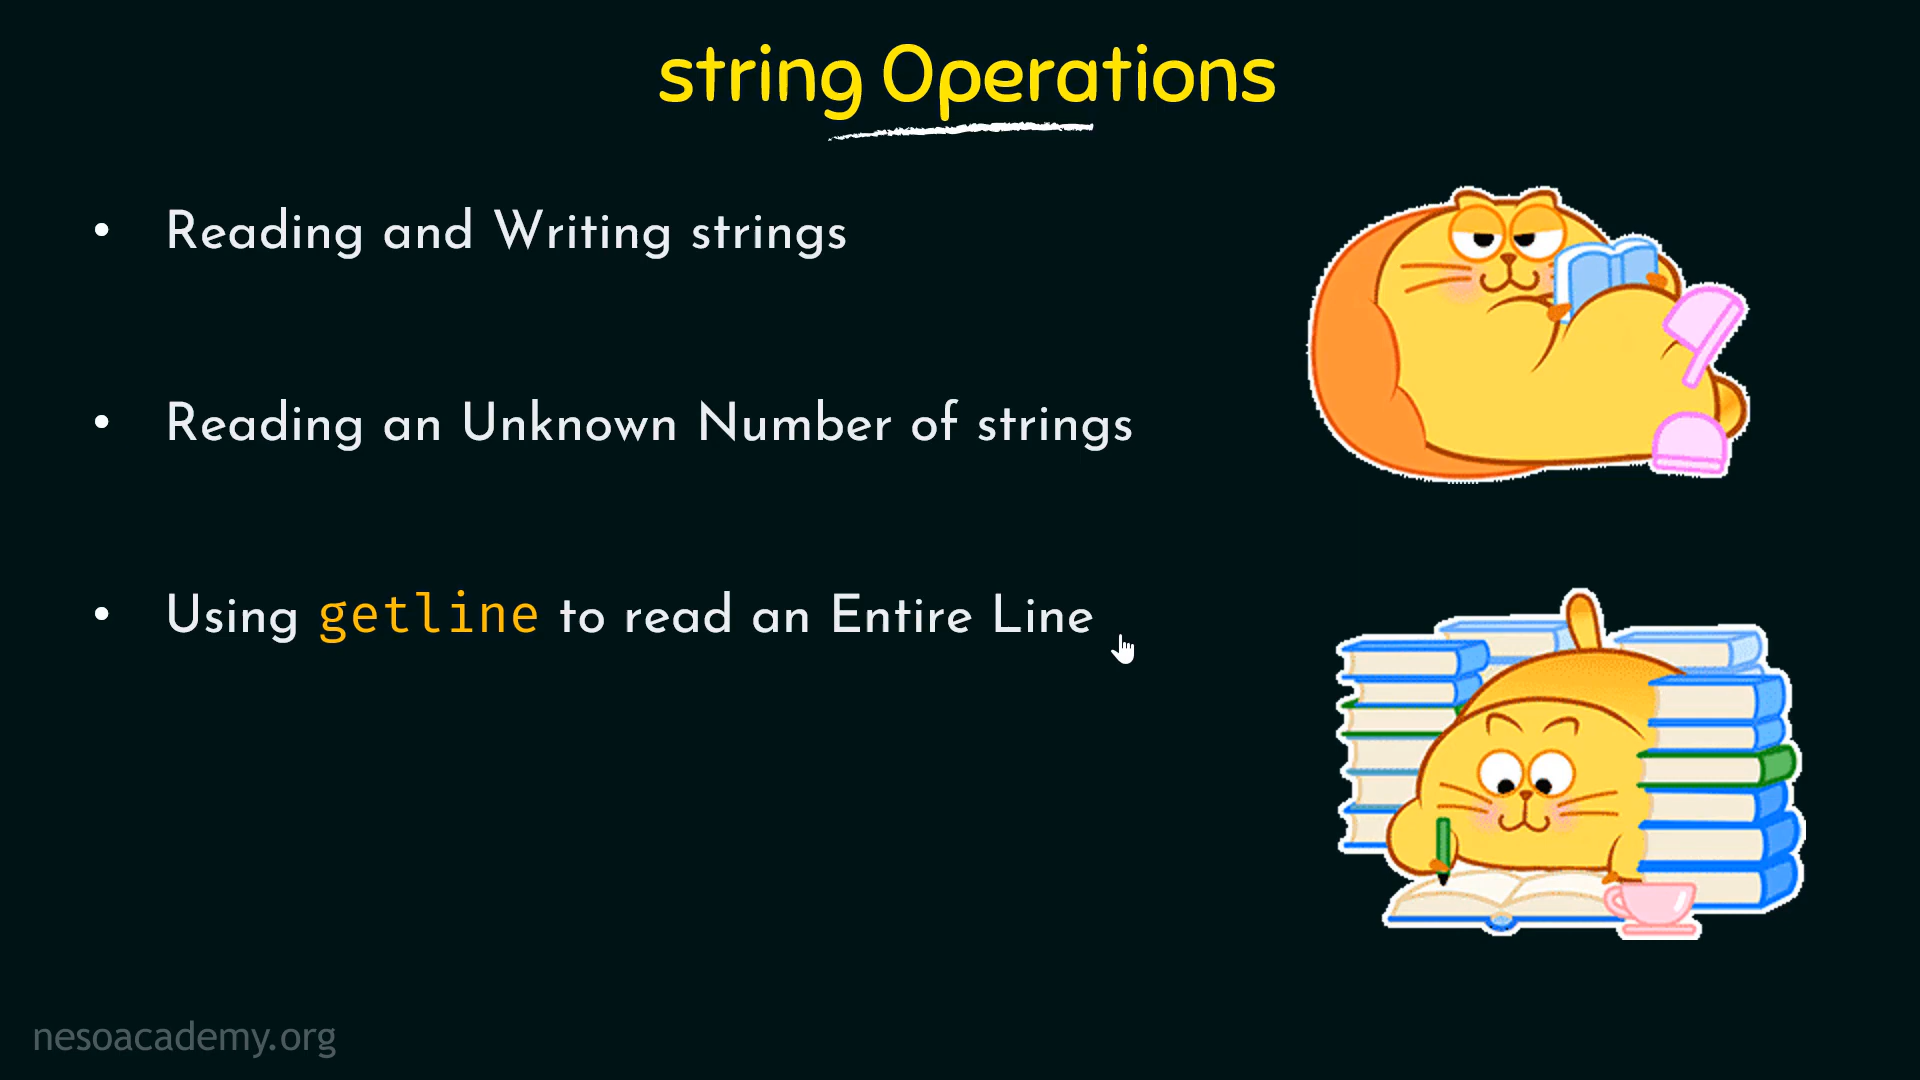 string Operations
• Reading and Writing strings
• Reading an Unknown Number of strings
• Using getline to read an Entire Line
nesoacademy.org